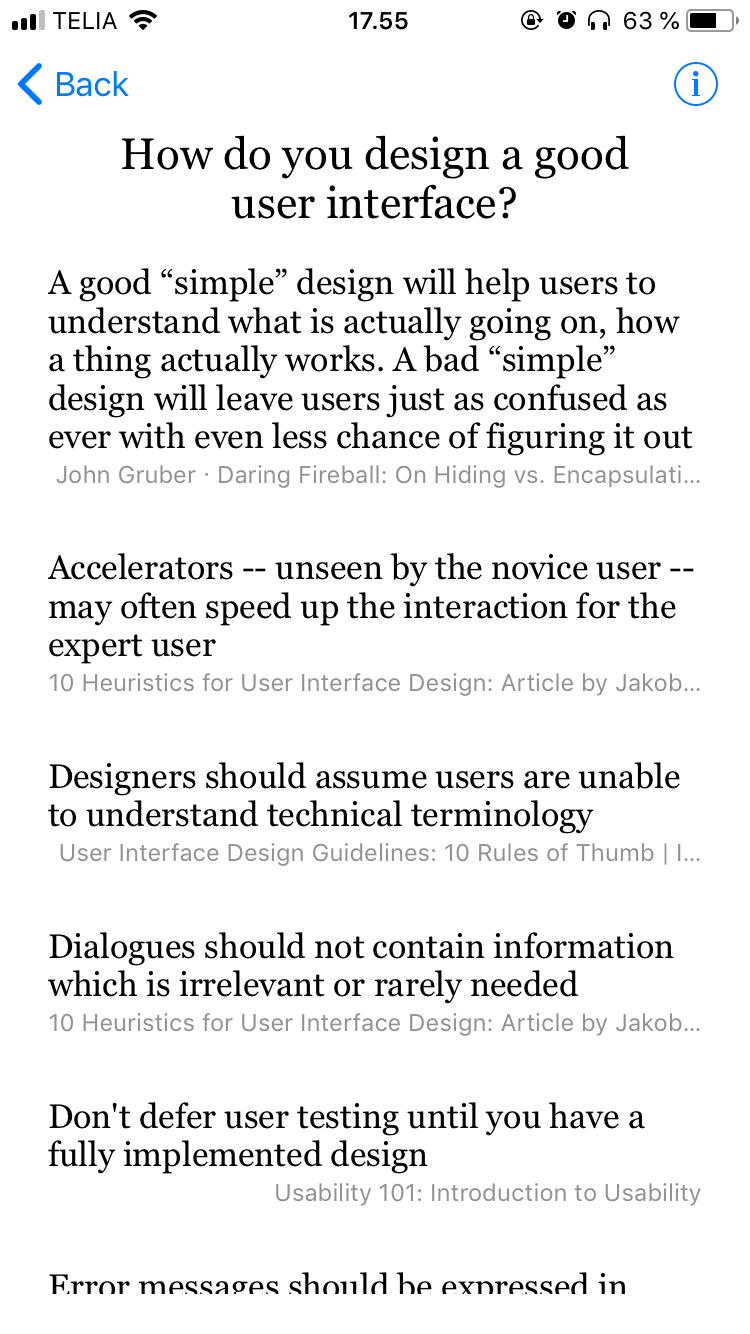 TELIA 17.55 63 %
Back
How do you design a good
user interface?
A good “simple” design will help users to
understand what is actually going on, how
a thing actually works. A bad “simple”
design will leave users just as confused as
ever with even less chance of figuring it out
John Gruber · Daring Fireball: On Hiding vs. Encapsulati...
Accelerators -- unseen by the novice user --
may often speed up the interaction for the
expert user
10 Heuristics for User Interface Design: Article by Jakob...
Designers should assume users are unable
to understand technical terminology
User Interface Design Guidelines: 10 Rules of Thumb | I...
Dialogues should not contain information
which is irrelevant or rarely needed
10 Heuristics for User Interface Design: Article by Jakob...
Don't defer user testing until you have a
fully implemented design
Usability 101: Introduction to Usability
Error messages should be expressed in